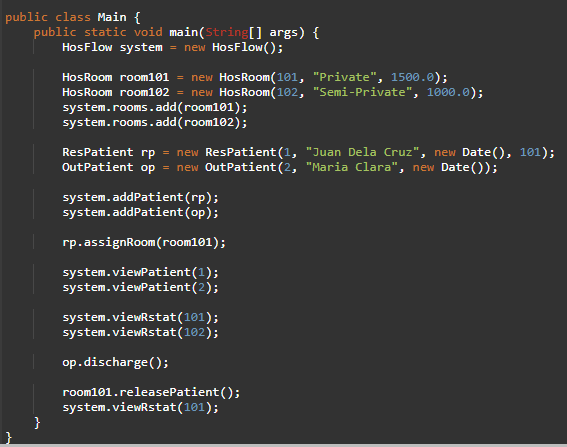 public class Main {
    public static void main(String[] args) {
        HosFlow system = new HosFlow();

        HosRoom room101 = new HosRoom(101, "Private", 1500.0);
        HosRoom room102 = new HosRoom(102, "Semi-Private", 1000.0);
        system.rooms.add(room101);
        system.rooms.add(room102);

        ResPatient rp = new ResPatient(1, "Juan Dela Cruz", new Date(), 101);
        OutPatient op = new OutPatient(2, "Maria Clara", new Date());

        system.addPatient(rp);
        system.addPatient(op);

        rp.assignRoom(room101);

        system.viewPatient(1);
        system.viewPatient(2);

        system.viewRstat(101);
        system.viewRstat(102);

        op.discharge();

        room101.releasePatient();
        system.viewRstat(101);
    }
}